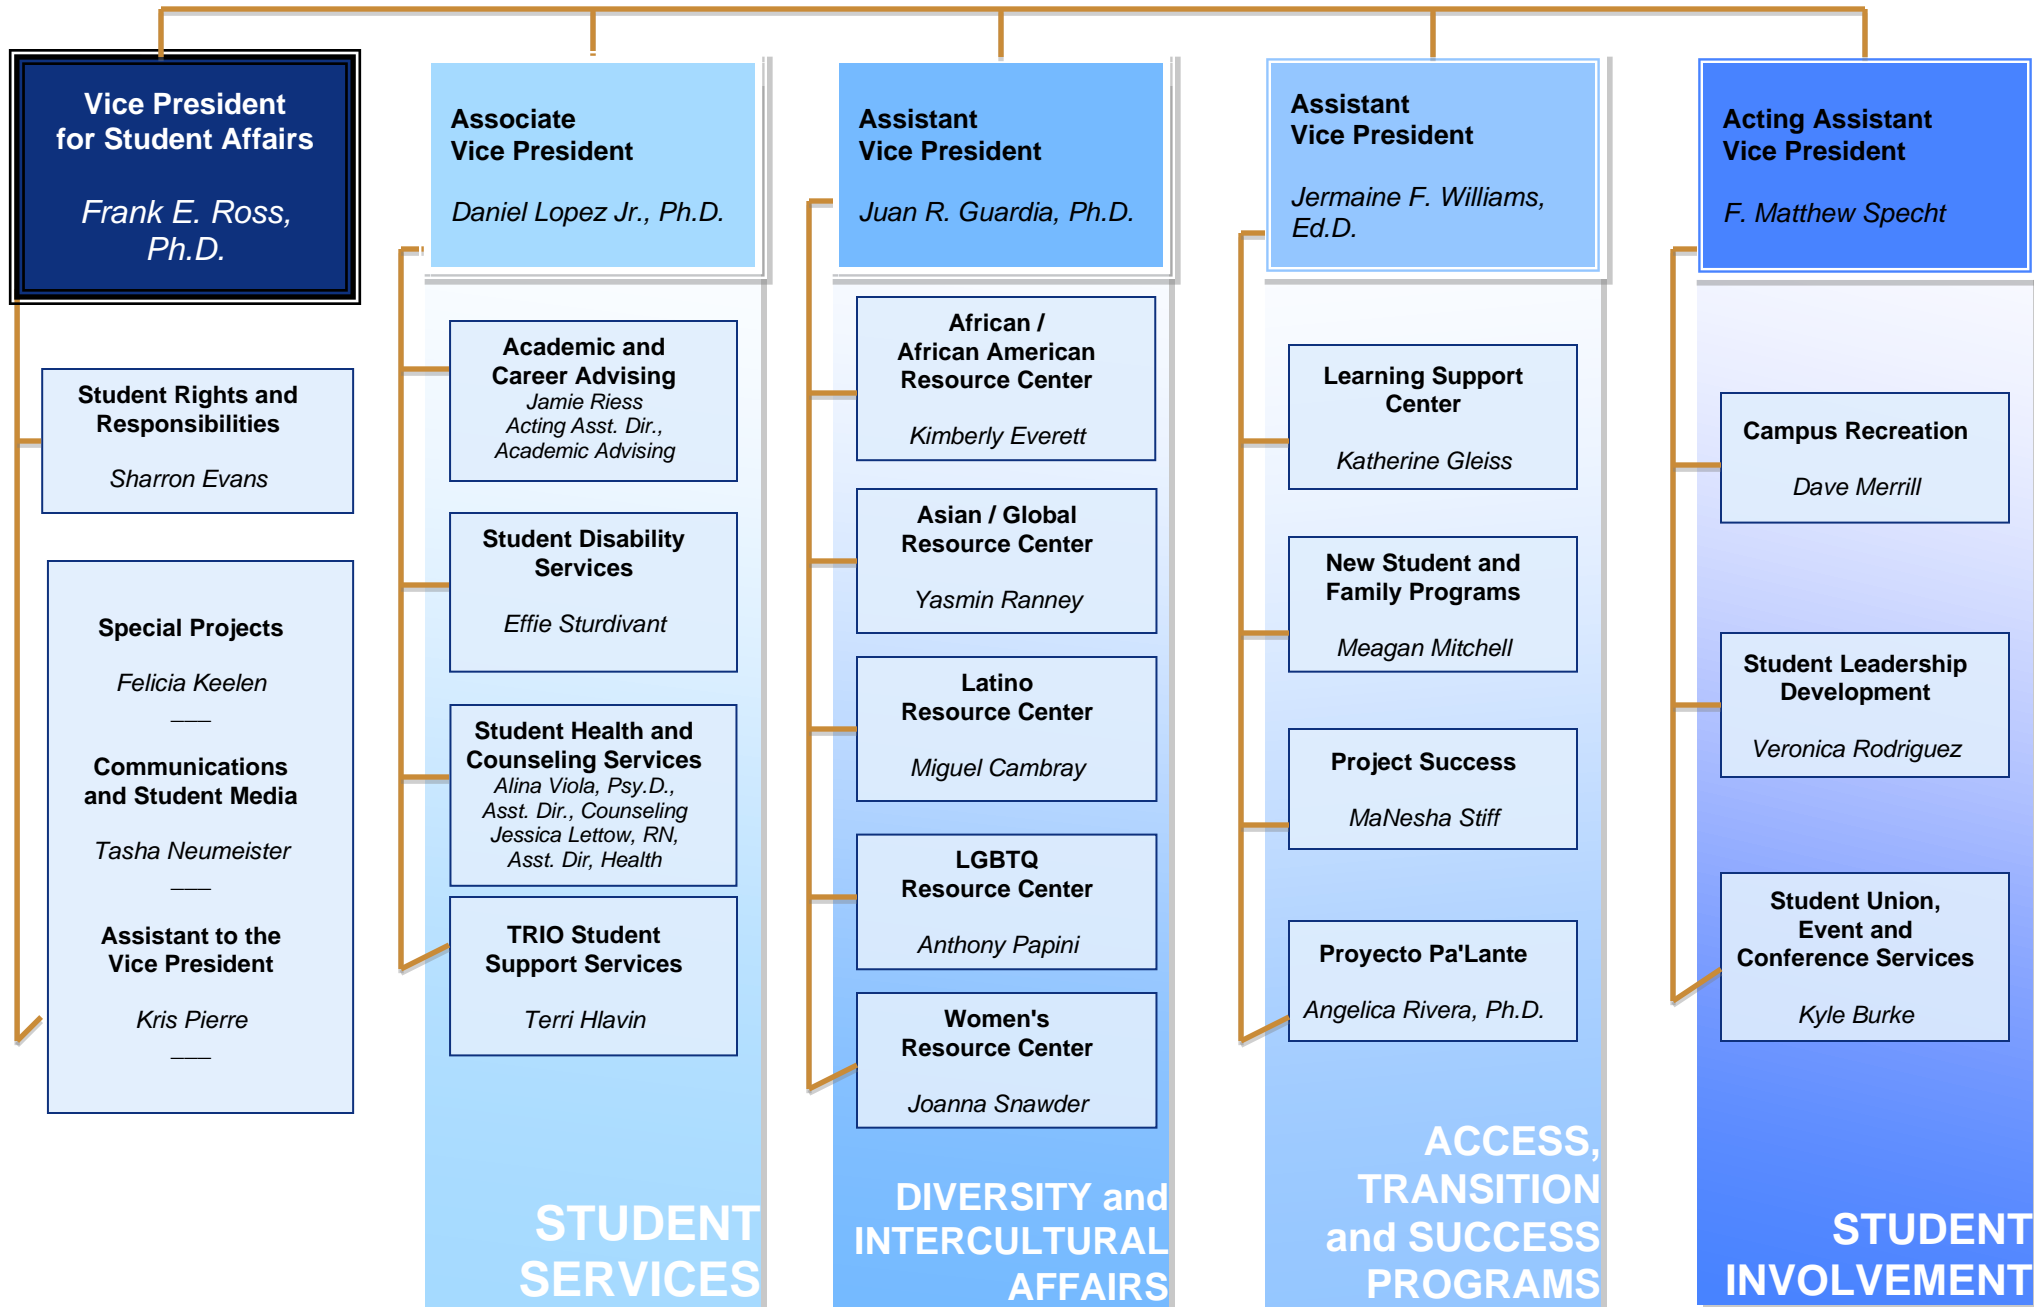 Vice President
for Student Affairs
Frank E. Ross,
Ph.D.
Student Rights and
Responsibilities
Sharron Evans
Special Projects
Felicia Keelen
___
Communications
and Student Media
Tasha Neumeister
___
Assistant to the
Vice President
Kris Pierre
___
Associate
Vice President
Daniel Lopez Jr., Ph.D.
Academic and
Career Advising
Jamie Riess
Acting Asst. Dir.,
Academic Advising
Student Disability
Services
Effie Sturdivant
Student Health and
Counseling Services
Alina Viola, Psy.D.,
Asst. Dir., Counseling
Jessica Lettow, RN,
Asst. Dir, Health
TRIO Student
Support Services
Terri Hlavin
STUDENT
SERVICES
Assistant
Vice President
Juan R. Guardia, Ph.D.
African /
African American
Resource Center
Kimberly Everett
Asian / Global
Resource Center
Yasmin Ranney
Latino
Resource Center
Miguel Cambray
LGBTQ
Resource Center
Anthony Papini
Women's
Resource Center
Joanna Snawder
DIVERSITY and
INTERCULTURAL
AFFAIRS
Assistant
Vice President
Jermaine F. Williams,
Ed.D.
Learning Support
Center
Katherine Gleiss
New Student and
Family Programs
Meagan Mitchell
Project Success
MaNesha Stiff
Proyecto Pa'Lante
Angelica Rivera, Ph.D.
ACCESS,
TRANSITION
and SUCCESS
PROGRAMS
Acting Assistant
Vice President
F. Matthew Specht
Campus Recreation
Dave Merrill
Student Leadership
Development
Veronica Rodriguez
Student Union,
Event and
Conference Services
Kyle Burke
STUDENT
INVOLVEMENT